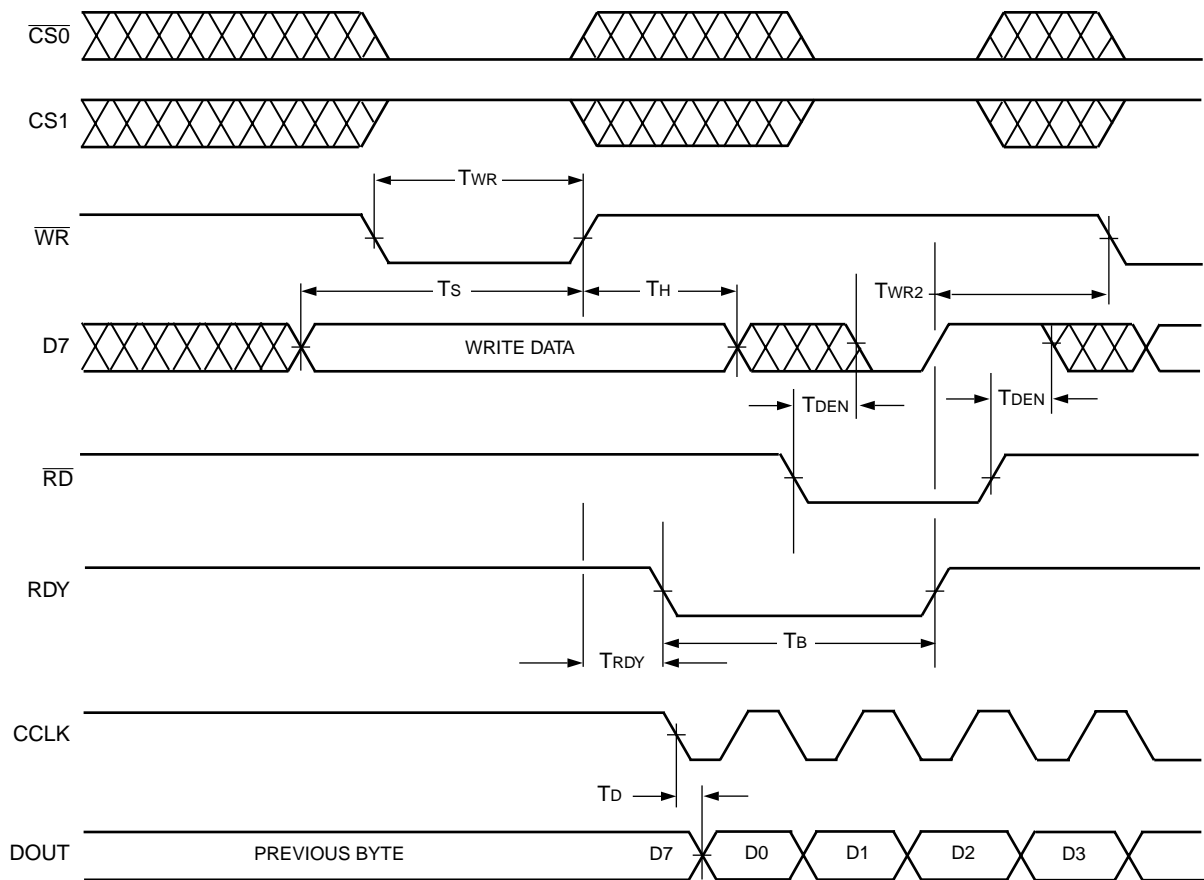 CS0
CS1
TWR
WR
TS
TH
TWR2
D7
WRITE DATA
TDEN
TDEN
RD
RDY
TB
TRDY
CCLK
TD
DOUT
PREVIOUS BYTE
D7
D0
D1
D2
D3